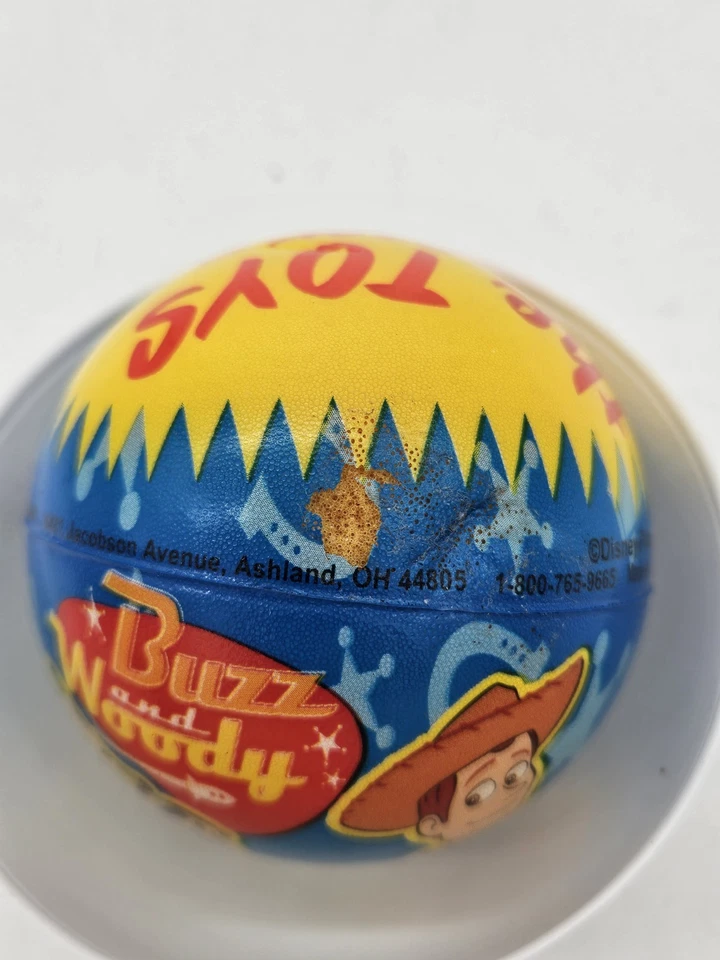 TOYS
Jacobson Avenue, Ashland, OH 44805 1-800-765-9665
©Disney
Buzz
and
Woody